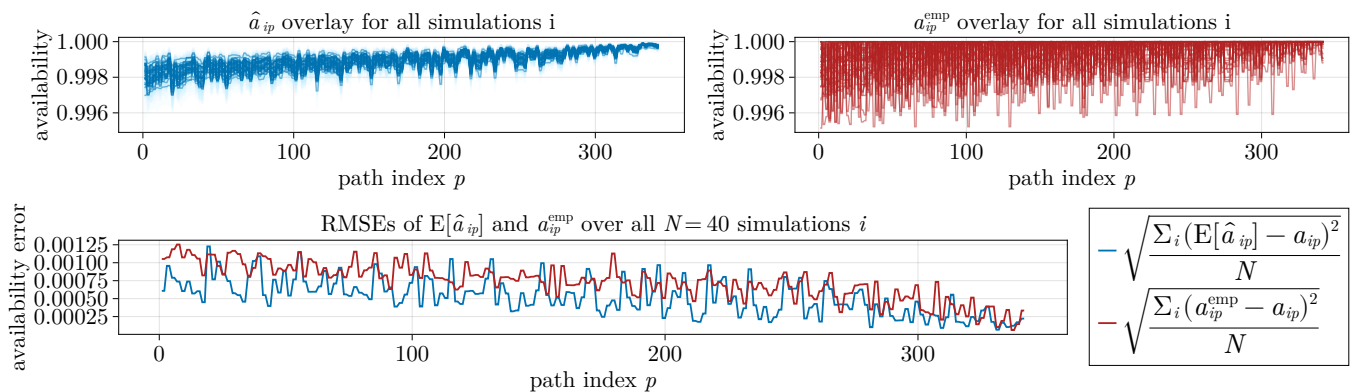 â_ip overlay for all simulations i
availability
1.000
0.998
0.996
0 100 200 300
path index p
a_ip^emp overlay for all simulations i
availability
1.000
0.998
0.996
0 100 200 300
path index p
RMSEs of E[â_ip] and a_ip^emp over all N = 40 simulations i
availability error
0.00125
0.00100
0.00075
0.00050
0.00025
0 100 200 300
path index p
√(Σ_i (E[â_ip] − a_ip)² / N)
√(Σ_i (a_ip^emp − a_ip)² / N)